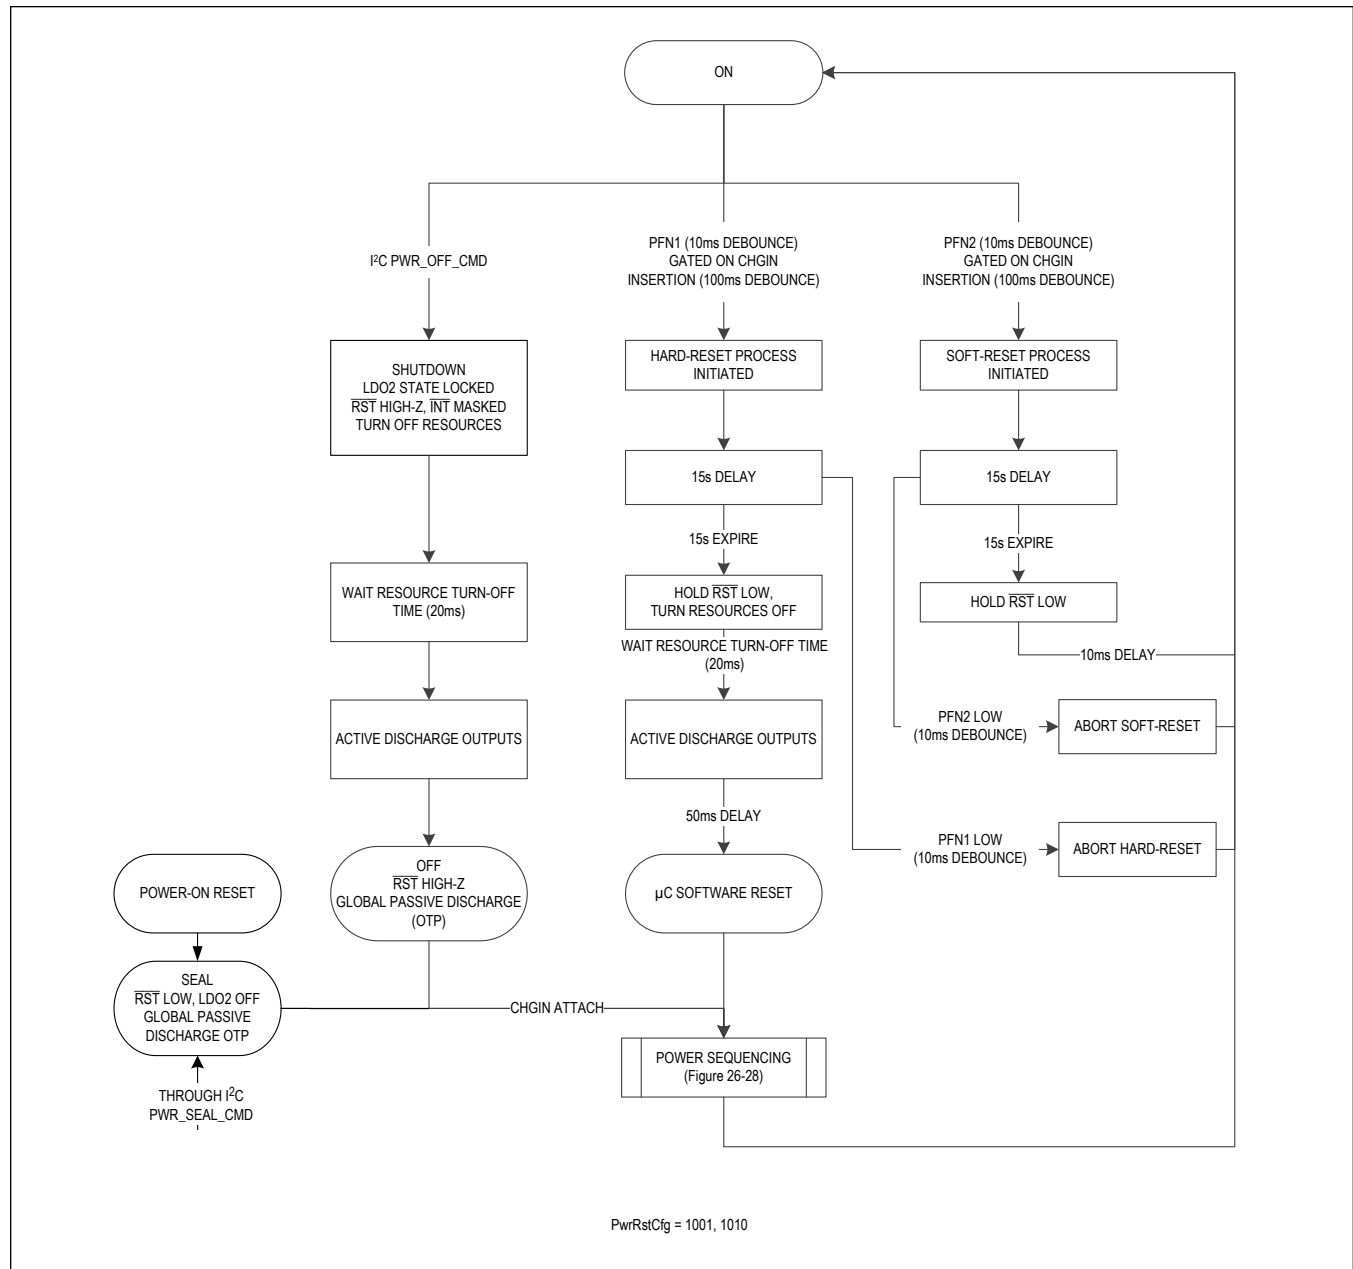 ON
I²C PWR_OFF_CMD
PFN1 (10ms DEBOUNCE)
GATED ON CHGIN
INSERTION (100ms DEBOUNCE)
PFN2 (10ms DEBOUNCE)
GATED ON CHGIN
INSERTION (100ms DEBOUNCE)
SHUTDOWN
LDO2 STATE LOCKED
R̅S̅T̅ HIGH-Z, I̅N̅T̅ MASKED
TURN OFF RESOURCES
HARD-RESET PROCESS
INITIATED
SOFT-RESET PROCESS
INITIATED
15s DELAY
15s DELAY
15s EXPIRE
15s EXPIRE
WAIT RESOURCE TURN-OFF
TIME (20ms)
HOLD R̅S̅T̅ LOW,
TURN RESOURCES OFF
HOLD R̅S̅T̅ LOW
WAIT RESOURCE TURN-OFF TIME
(20ms)
10ms DELAY
ACTIVE DISCHARGE OUTPUTS
ACTIVE DISCHARGE OUTPUTS
PFN2 LOW
(10ms DEBOUNCE)
ABORT SOFT-RESET
50ms DELAY
PFN1 LOW
(10ms DEBOUNCE)
ABORT HARD-RESET
POWER-ON RESET
OFF
R̅S̅T̅ HIGH-Z
GLOBAL PASSIVE DISCHARGE
(OTP)
µC SOFTWARE RESET
SEAL
R̅S̅T̅ LOW, LDO2 OFF
GLOBAL PASSIVE
DISCHARGE OTP
CHGIN ATTACH
POWER SEQUENCING
(Figure 26-28)
THROUGH I²C
PWR_SEAL_CMD
PwrRstCfg = 1001, 1010